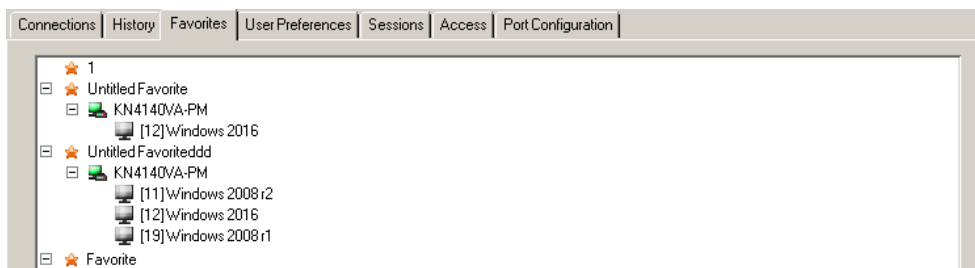 Connections History Favorites User Preferences Sessions Access Port Configuration
1
Untitled Favorite
KN4140VA-PM
[12]Windows 2016
Untitled Favoriteddd
KN4140VA-PM
[11]Windows 2008 r2
[12]Windows 2016
[19]Windows 2008 r1
Favorite